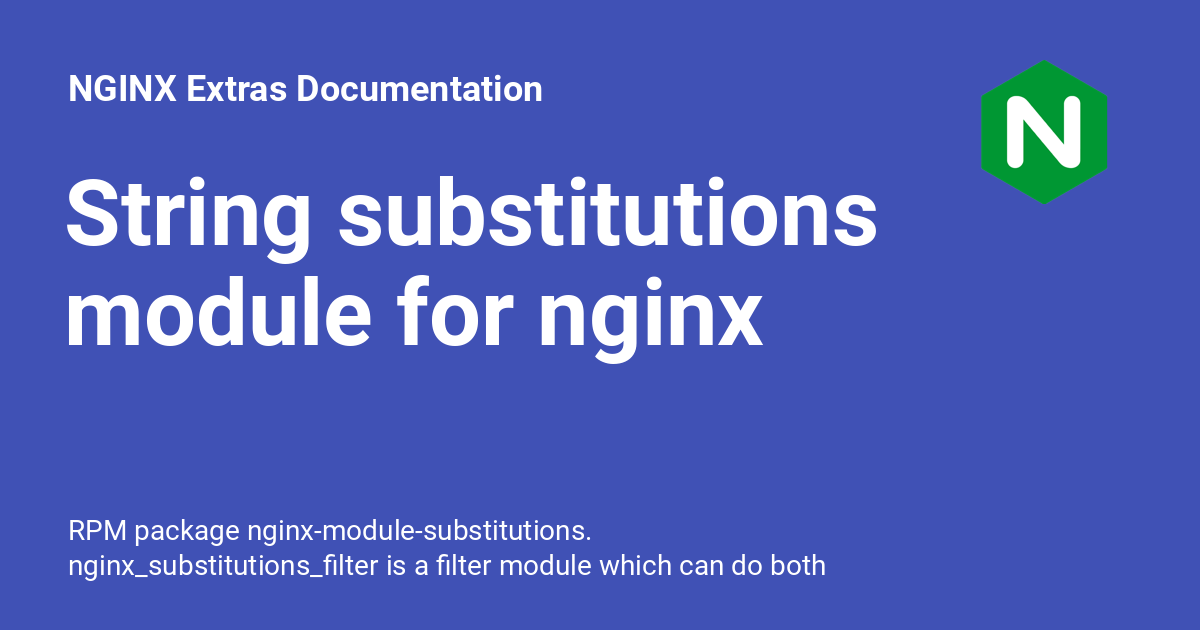 NGINX Extras Documentation
N
String substitutions
module for nginx
RPM package nginx-module-substitutions.
nginx_substitutions_filter is a filter module which can do both